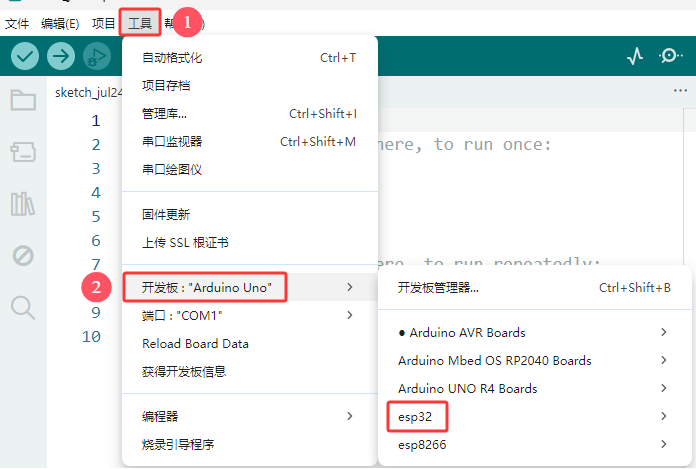 文件 编辑(E) 项目 工具 1
自动格式化 Ctrl+T
项目存档
sketch_jul24
管理库... Ctrl+Shift+I
串口监视器 Ctrl+Shift+M
串口绘图仪
固件更新
上传 SSL 根证书
2 开发板 : "Arduino Uno"
端口 : "COM1"
Reload Board Data
获得开发板信息
编程器
烧录引导程序
1
2 here, to run once:
3
4
5
6
7 here, to run repeatedly:
9
10
开发板管理器... Ctrl+Shift+B
● Arduino AVR Boards
Arduino Mbed OS RP2040 Boards
Arduino UNO R4 Boards
esp32
esp8266